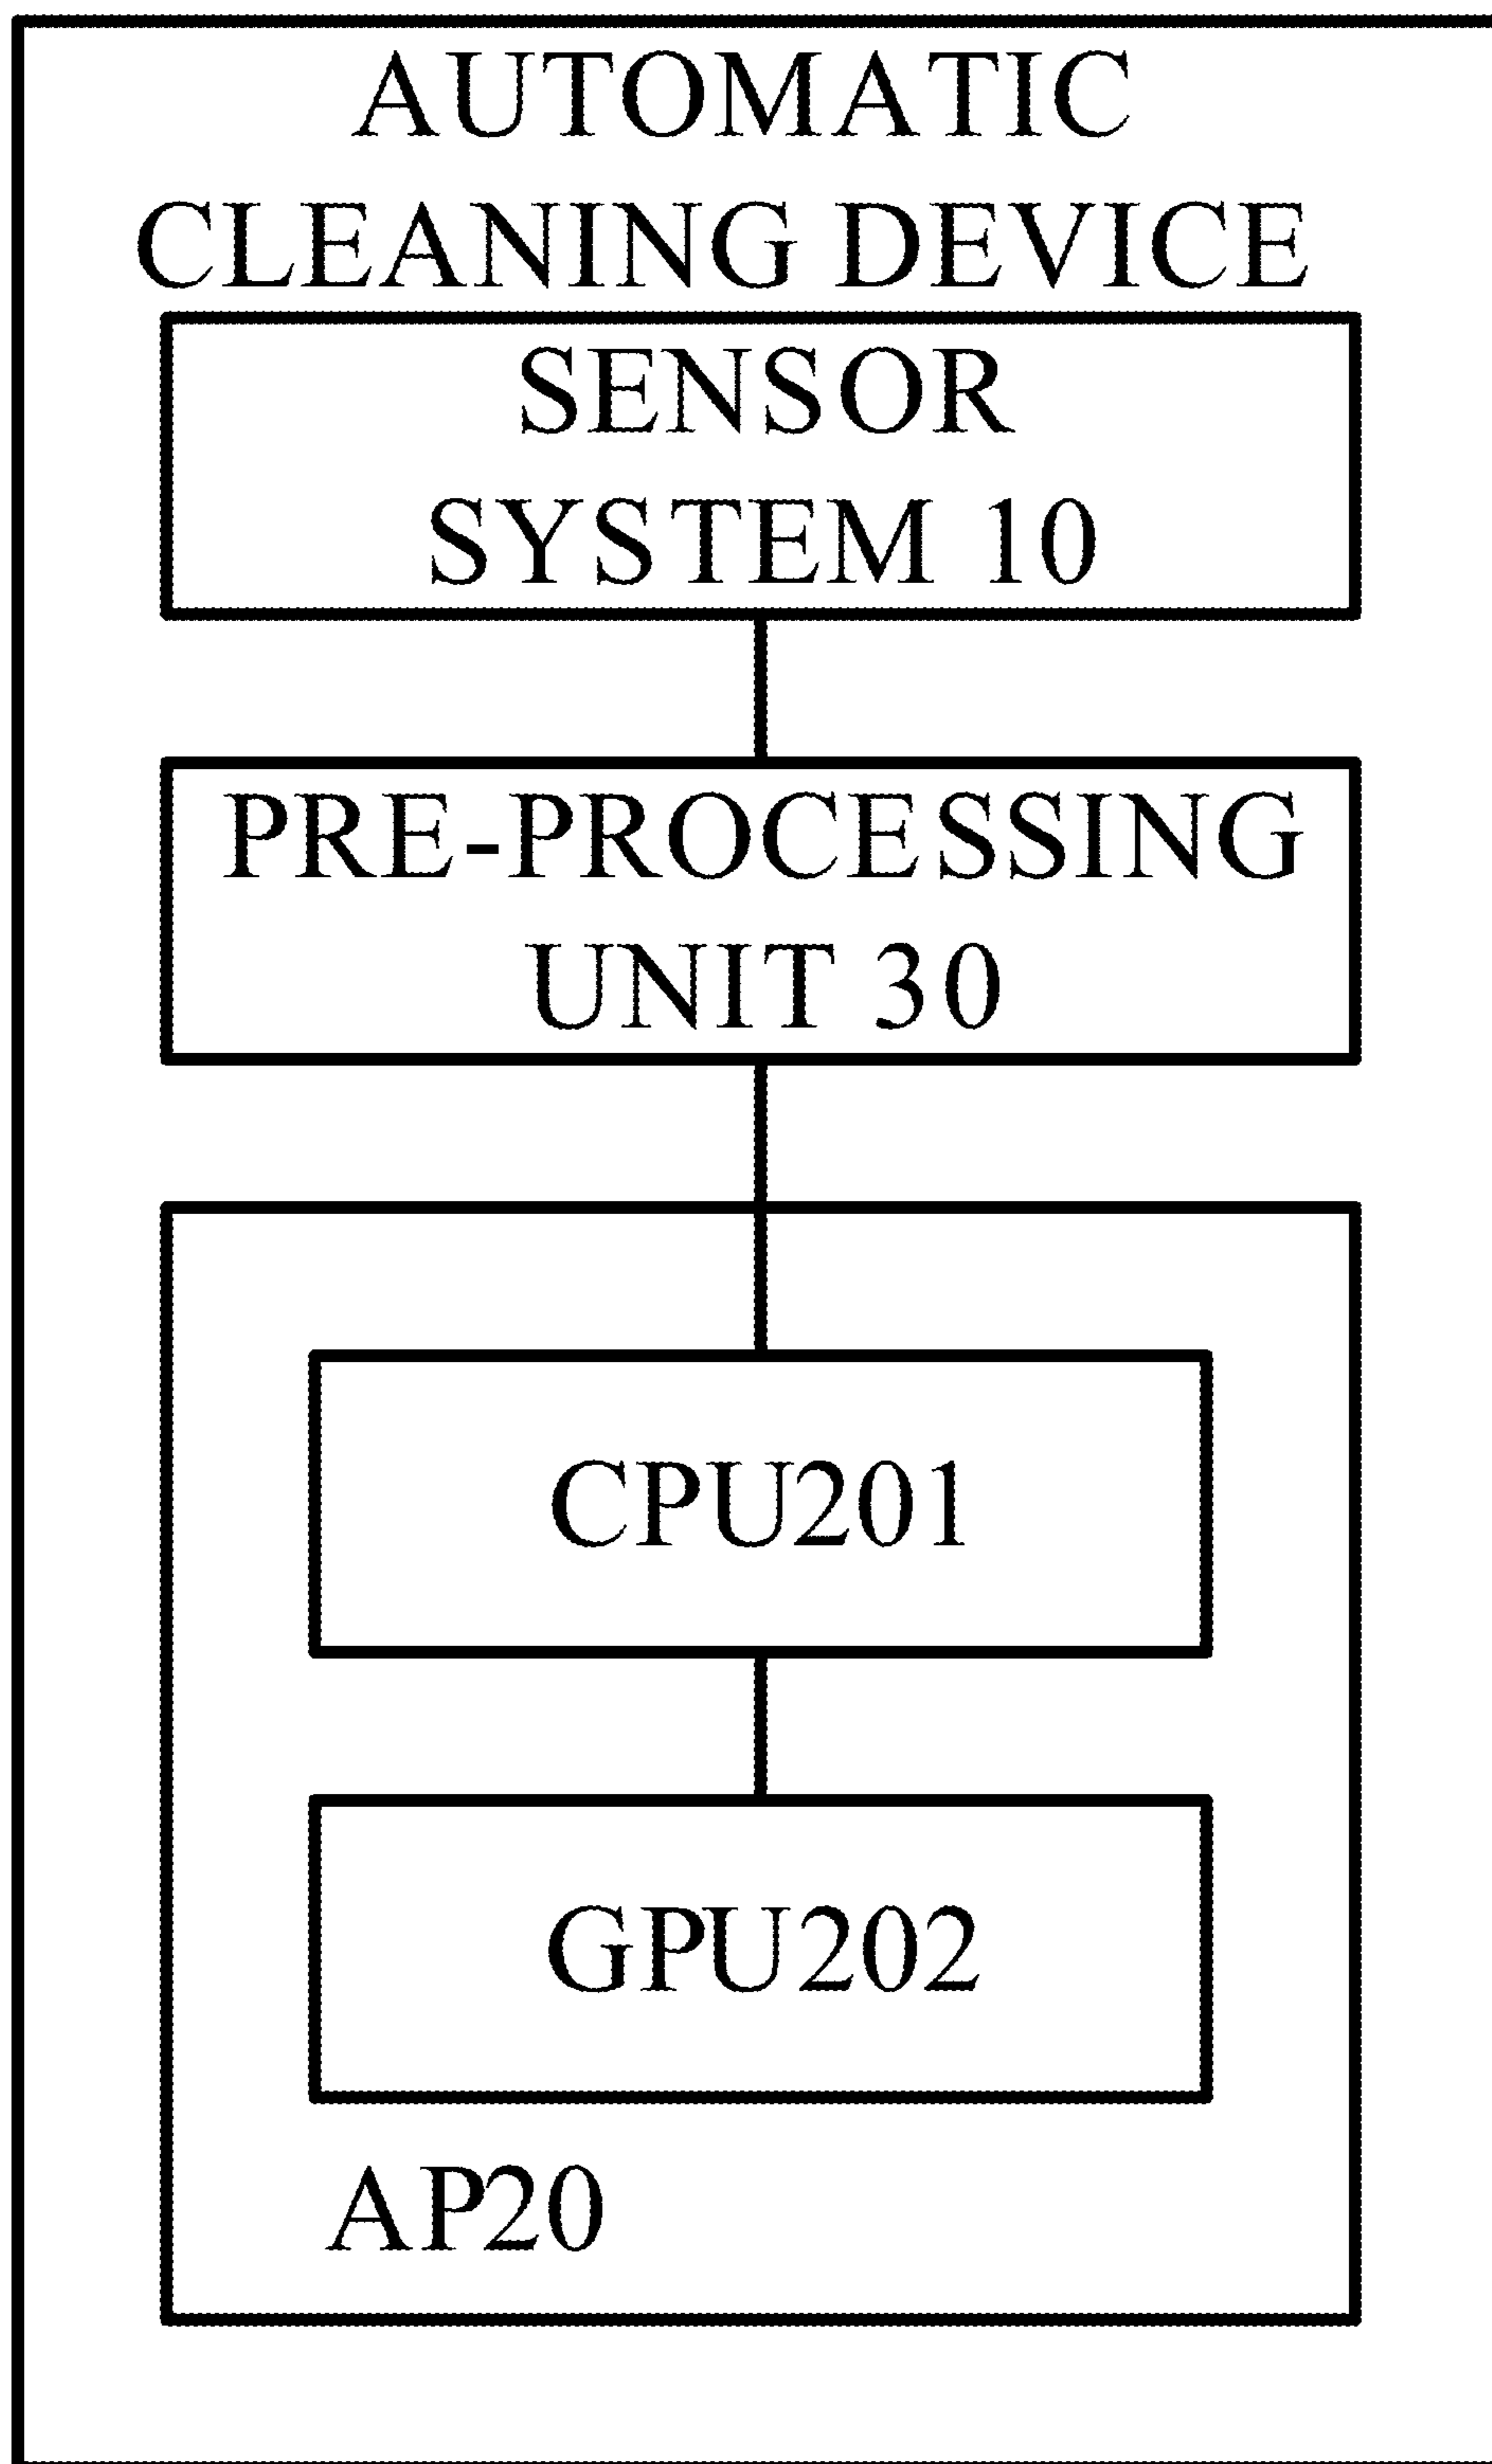 AUTOMATIC
CLEANING DEVICE
SENSOR
SYSTEM 10
PRE-PROCESSING
UNIT 30
CPU201
GPU202
AP20